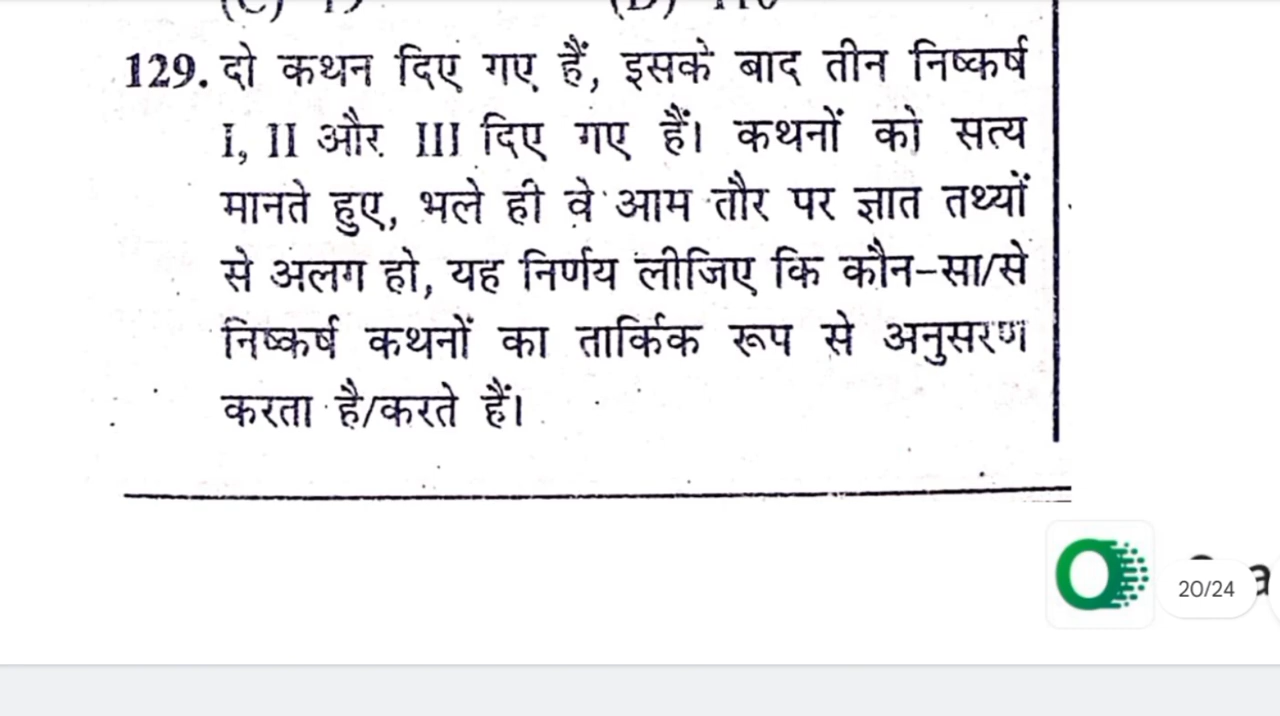 129. दो कथन दिए गए हैं, इसके बाद तीन निष्कर्ष
I, II और III दिए गए हैं। कथनों को सत्य
मानते हुए, भले ही वे आम तौर पर ज्ञात तथ्यों
से अलग हो, यह निर्णय लीजिए कि कौन-सा/से
निष्कर्ष कथनों का तार्किक रूप से अनुसरण
करता है/करते हैं।
20/24